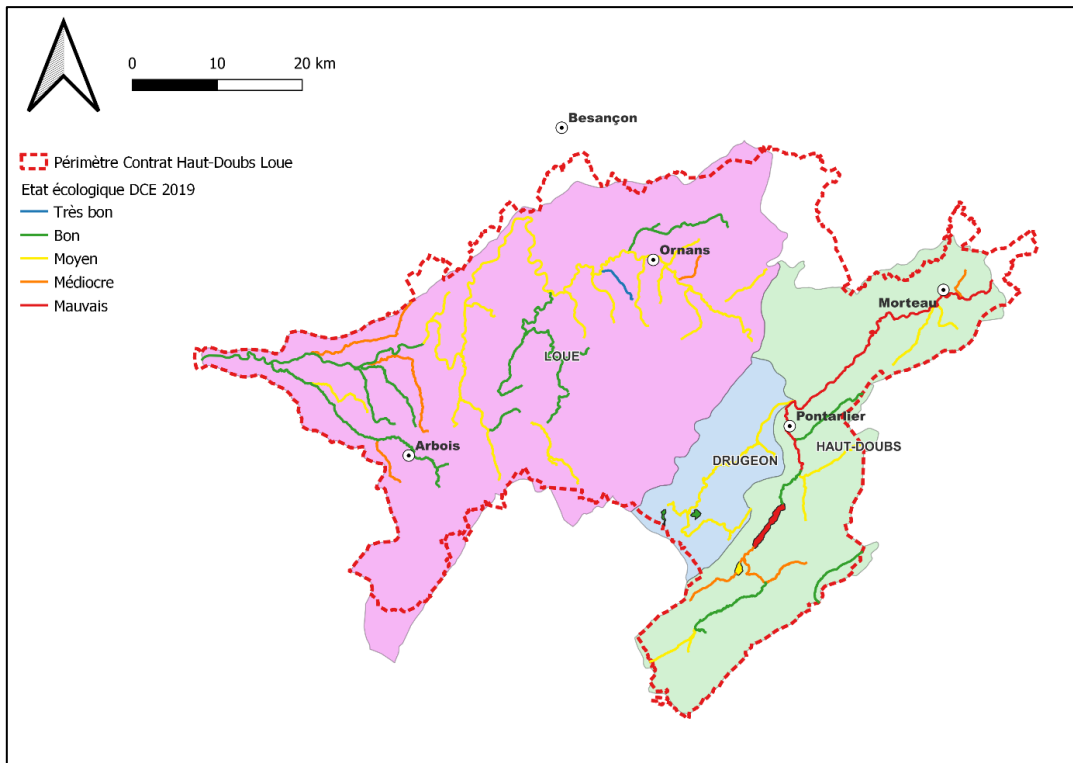 0 10 20 km
Besançon
Périmètre Contrat Haut-Doubs Loue
Etat écologique DCE 2019
Très bon
Bon
Moyen
Médiocre
Mauvais
Ornans
Morteau
LOUE
Pontarlier
HAUT-DOUBS
Arbois
DRUGEON